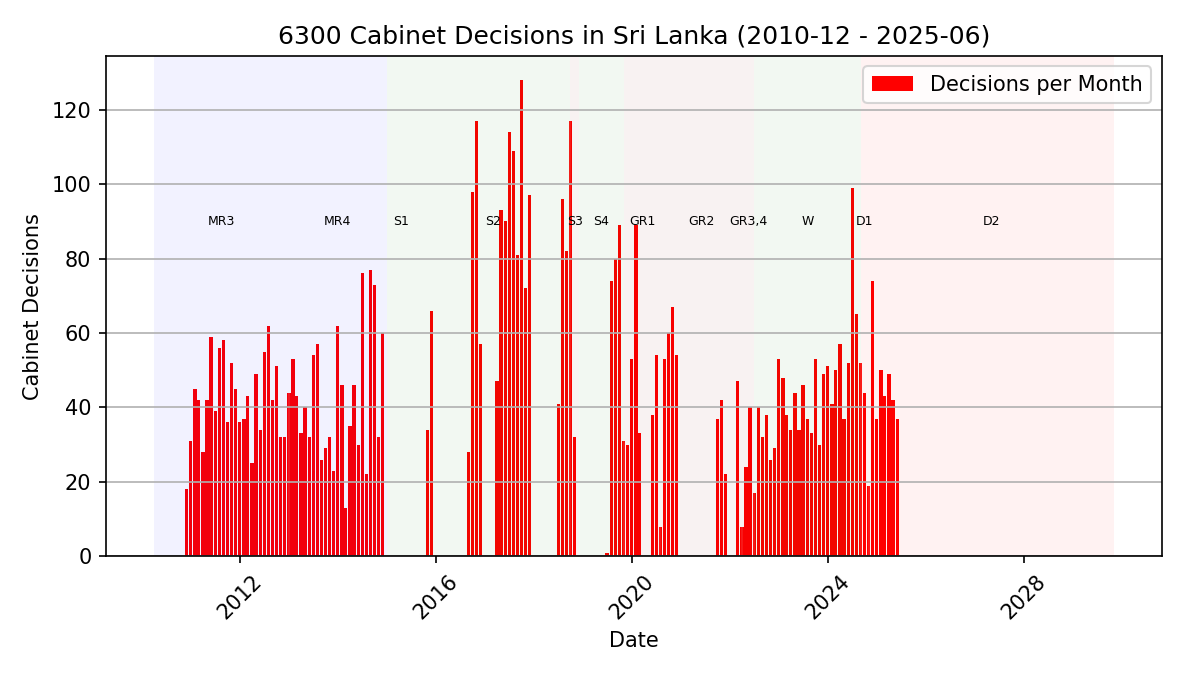 6300 Cabinet Decisions in Sri Lanka (2010-12 - 2025-06)
Decisions per Month
120
100
80
60
40
20
0
Cabinet Decisions
MR3 MR4 S1 S2 S3 S4 GR1 GR2 GR3,4 W D1 D2
2012 2016 2020 2024 2028
Date